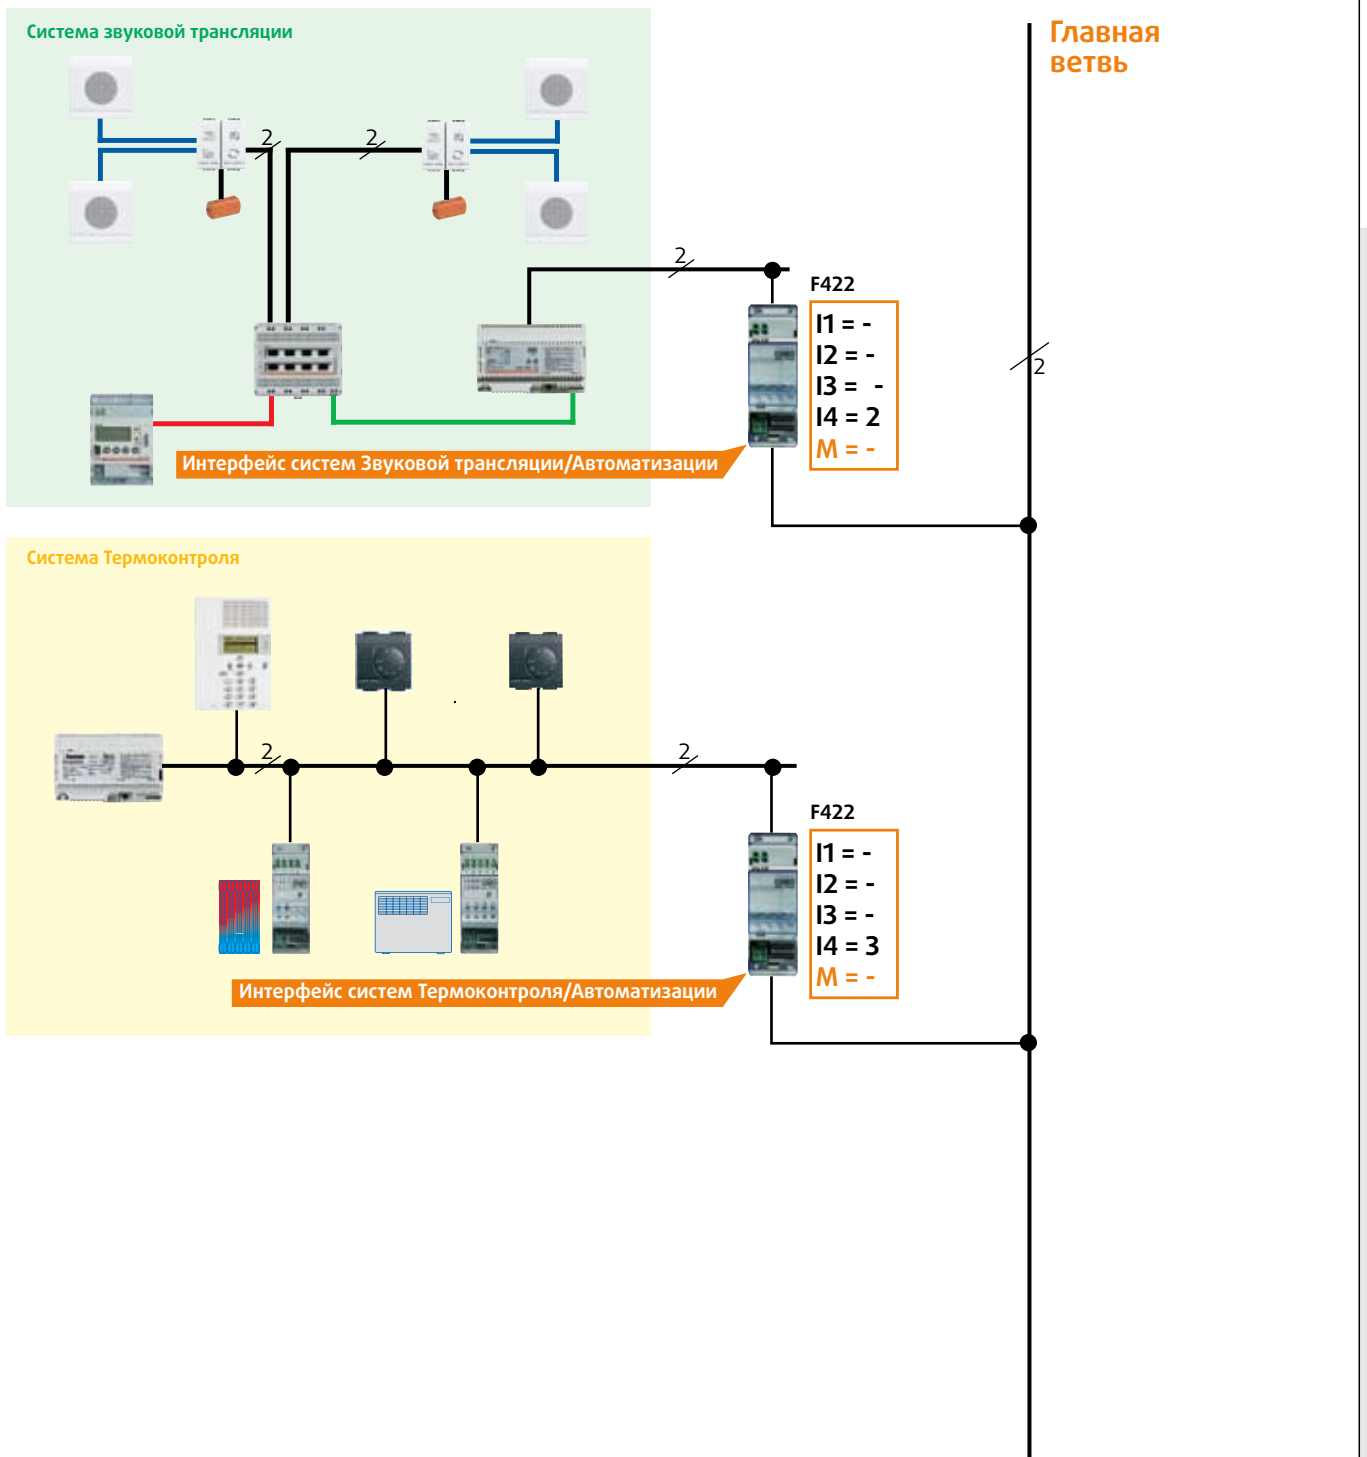 Система звуковой трансляции
Главная
ветвь
2
2
2
F422
I1 = -
I2 = -
I3 = -
I4 = 2
M = -
2
Интерфейс систем Звуковой трансляции/Автоматизации
Система Термоконтроля
2
2
F422
I1 = -
I2 = -
I3 = -
I4 = 3
M = -
Интерфейс систем Термоконтроля/Автоматизации